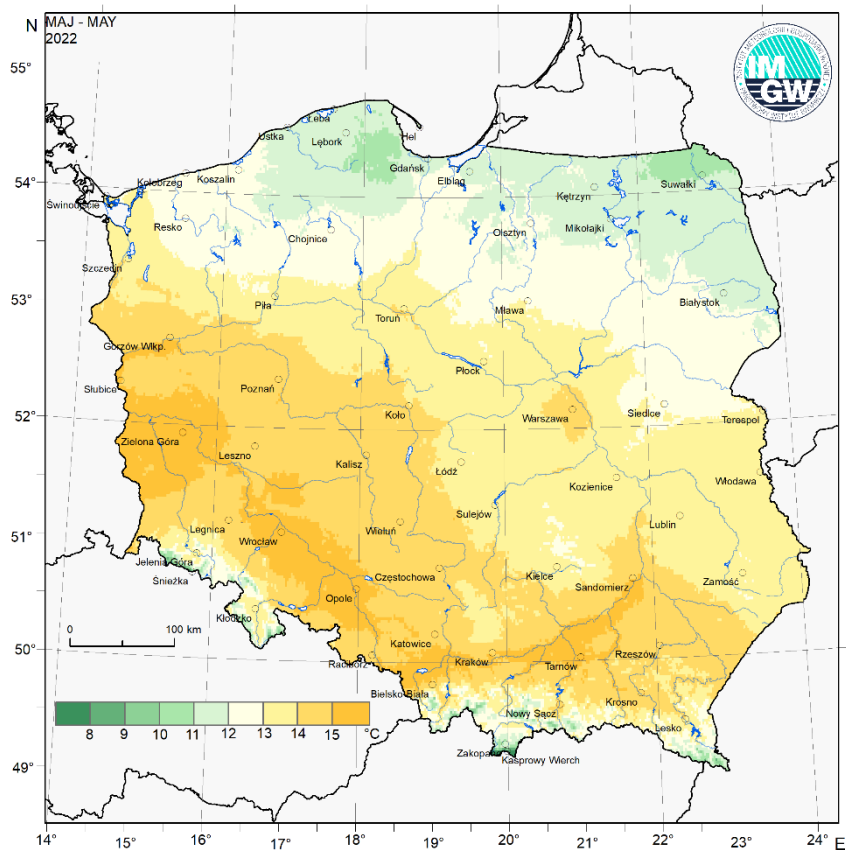 N
MAJ - MAY
2022
IM
GW
55°
Łeba
Ustka
Hel
Lębork
Gdańsk
54°
Koszalin
Elbląg
Suwałki
Kołobrzeg
Kętrzyn
Świnoujście
Resko
Chojnice
Olsztyn
Mikołajki
Szczecin
53°
Piła
Białystok
Toruń
Mława
Gorzów Wlkp.
Płock
Słubice
Poznań
52°
Koło
Warszawa
Siedlce
Terespol
Zielona Góra
Leszno
Kalisz
Łódź
Kozienice
Włodawa
Sulejów
51°
Legnica
Wieluń
Lublin
Wrocław
Jelenia Góra
Częstochowa
Kielce
Śnieżka
Sandomierz
Zamość
Opole
Kłodzko
0
100 km
50°
Katowice
Rzeszów
Racibórz
Kraków
Tarnów
Bielsko-Biała
Krosno
Nowy Sącz
Lesko
8 9 10 11 12 13 14 15 °C
Zakopane
Kasprowy Wierch
49°
14° 15° 16° 17° 18° 19° 20° 21° 22° 23° 24° E